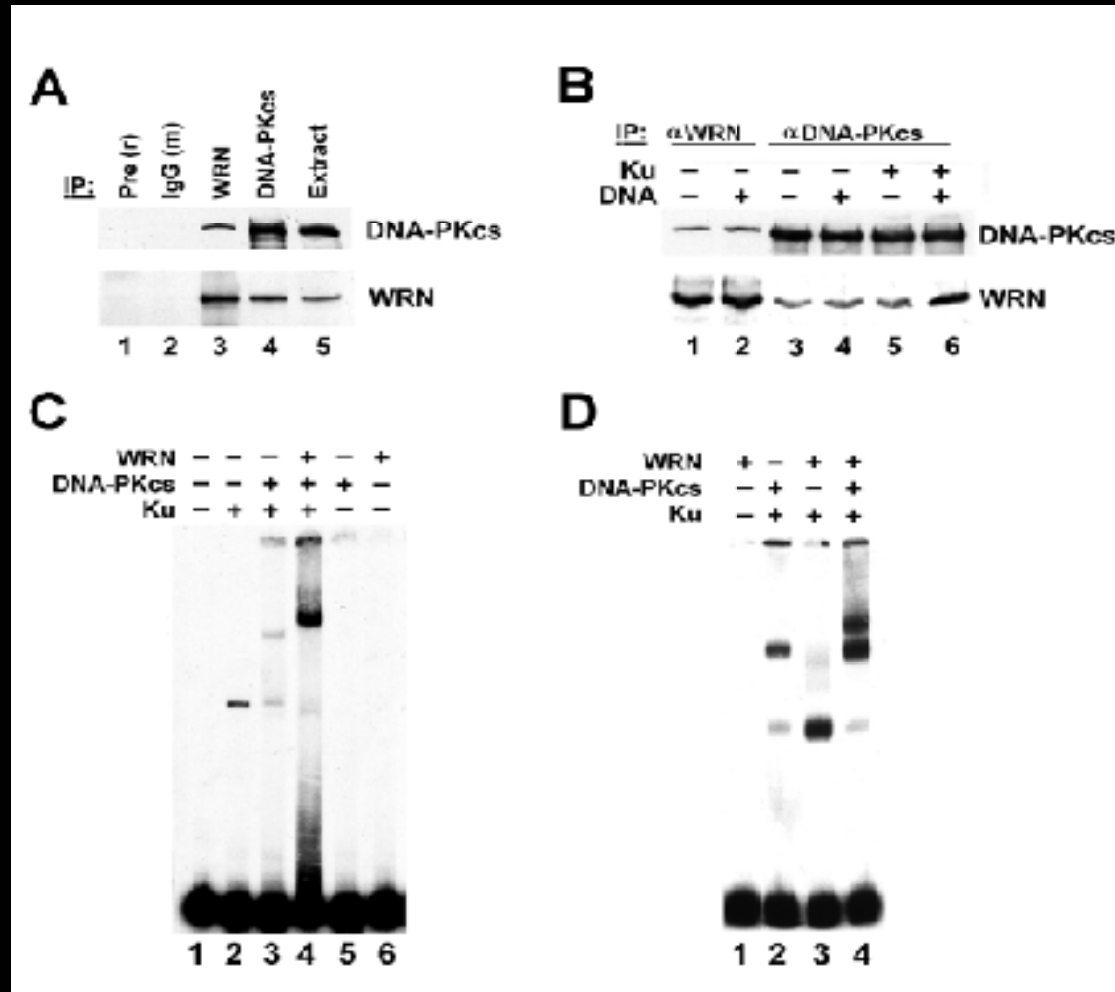 A
IP: Pre (r) IgG (m) WRN DNA-PKcs Extract
DNA-PKcs
WRN
1 2 3 4 5
B
IP: αWRN αDNA-PKcs
Ku – – – – + +
DNA – + – + – +
DNA-PKcs
WRN
1 2 3 4 5 6
C
WRN – – – + – +
DNA-PKcs – – + + + –
Ku – + + + – –
1 2 3 4 5 6
D
WRN + – + +
DNA-PKcs – + – +
Ku – + + +
1 2 3 4